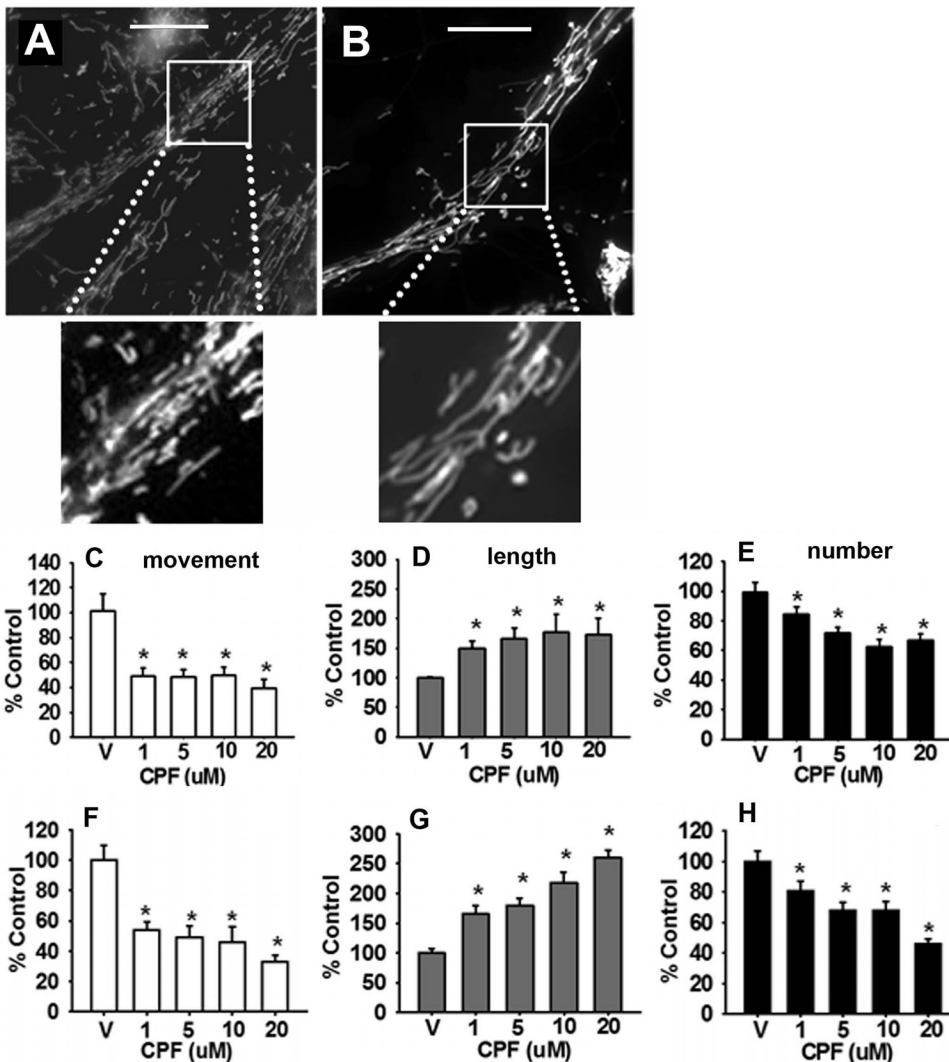 A
B
C movement
D length
E number
% Control
140
120
100
80
60
40
20
0
V 1 5 10 20
CPF (uM)
% Control
300
250
200
150
100
50
0
V 1 5 10 20
CPF (uM)
% Control
120
100
80
60
40
20
0
V 1 5 10 20
CPF (uM)
F
G
H
% Control
120
100
80
60
40
20
0
V 1 5 10 20
CPF (uM)
% Control
300
250
200
150
100
50
0
V 1 5 10 20
CPF (uM)
% Control
120
100
80
60
40
20
0
V 1 5 10 20
CPF (uM)